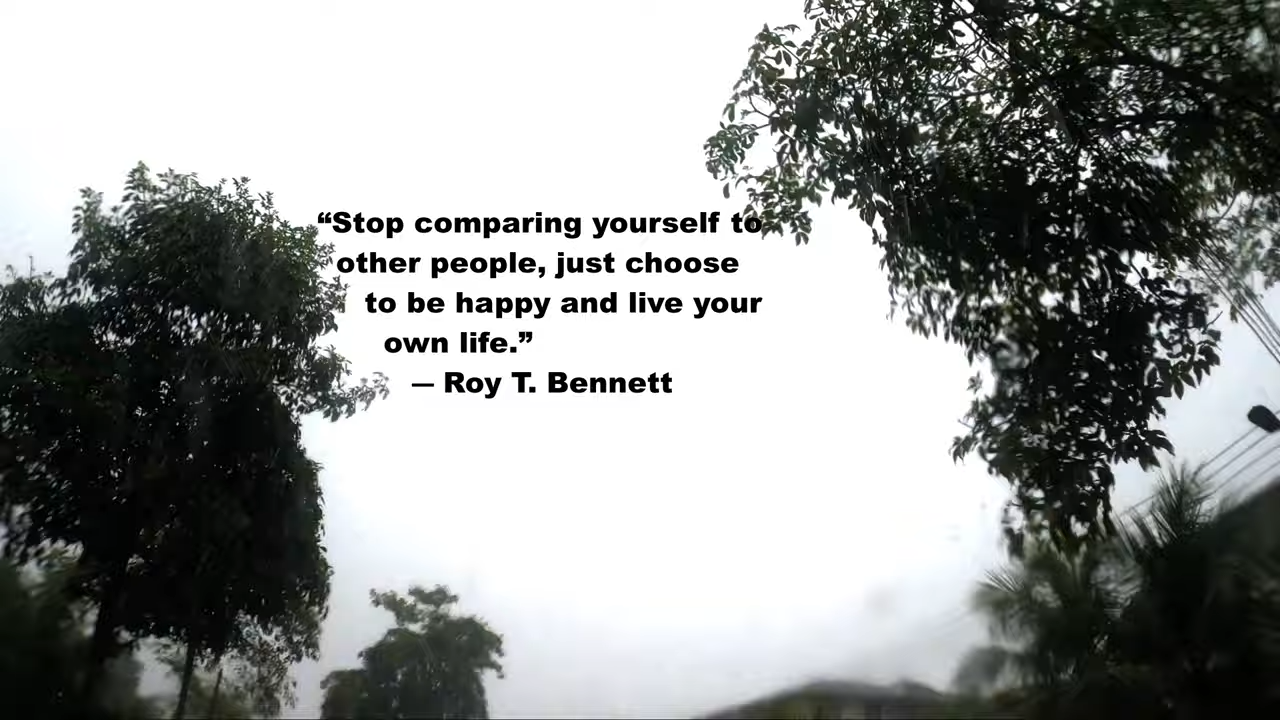 “Stop comparing yourself to
other people, just choose
to be happy and live your
own life.”
— Roy T. Bennett